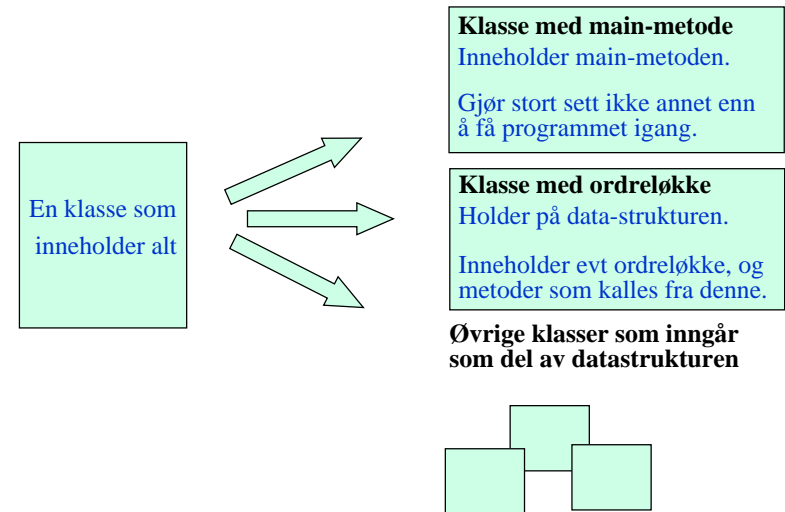 En klasse som
inneholder alt
Klasse med main-metode
Inneholder main-metoden.
Gjør stort sett ikke annet enn
å få programmet igang.
Klasse med ordreløkke
Holder på data-strukturen.
Inneholder evt ordreløkke, og
metoder som kalles fra denne.
Øvrige klasser som inngår
som del av datastrukturen